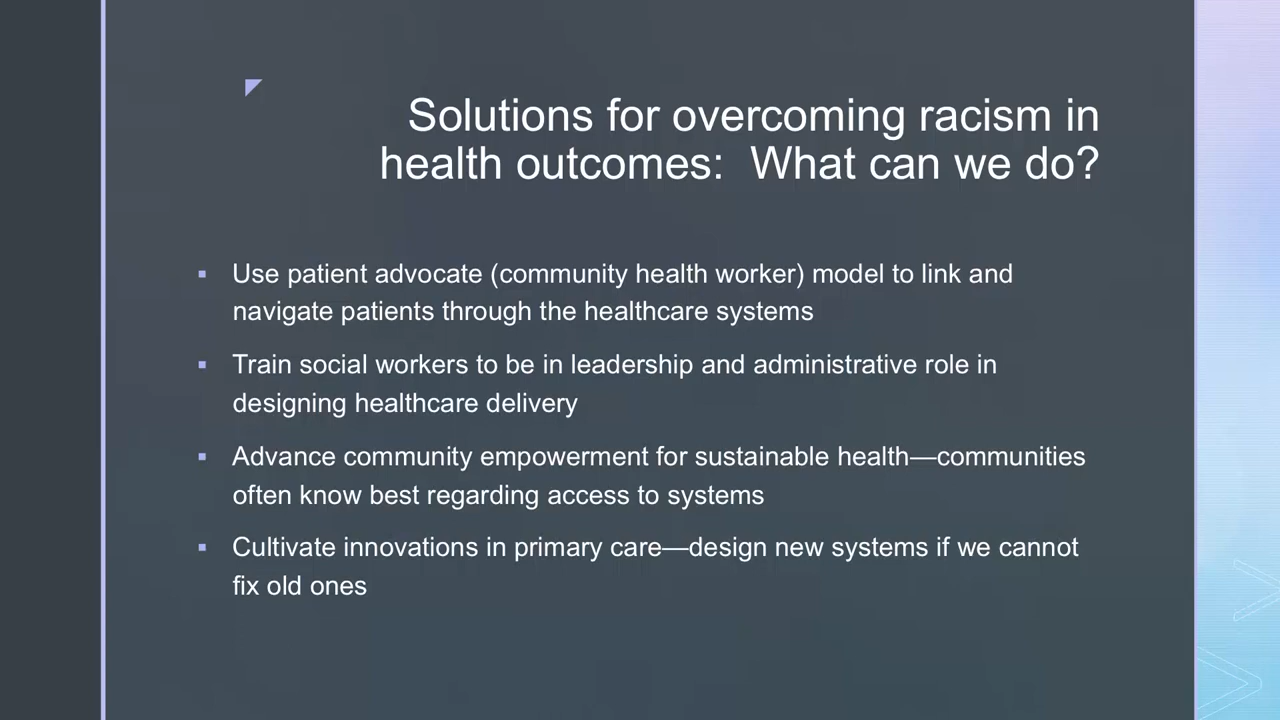 Solutions for overcoming racism in
health outcomes:  What can we do?
▪ Use patient advocate (community health worker) model to link and
navigate patients through the healthcare systems
▪ Train social workers to be in leadership and administrative role in
designing healthcare delivery
▪ Advance community empowerment for sustainable health—communities
often know best regarding access to systems
▪ Cultivate innovations in primary care—design new systems if we cannot
fix old ones